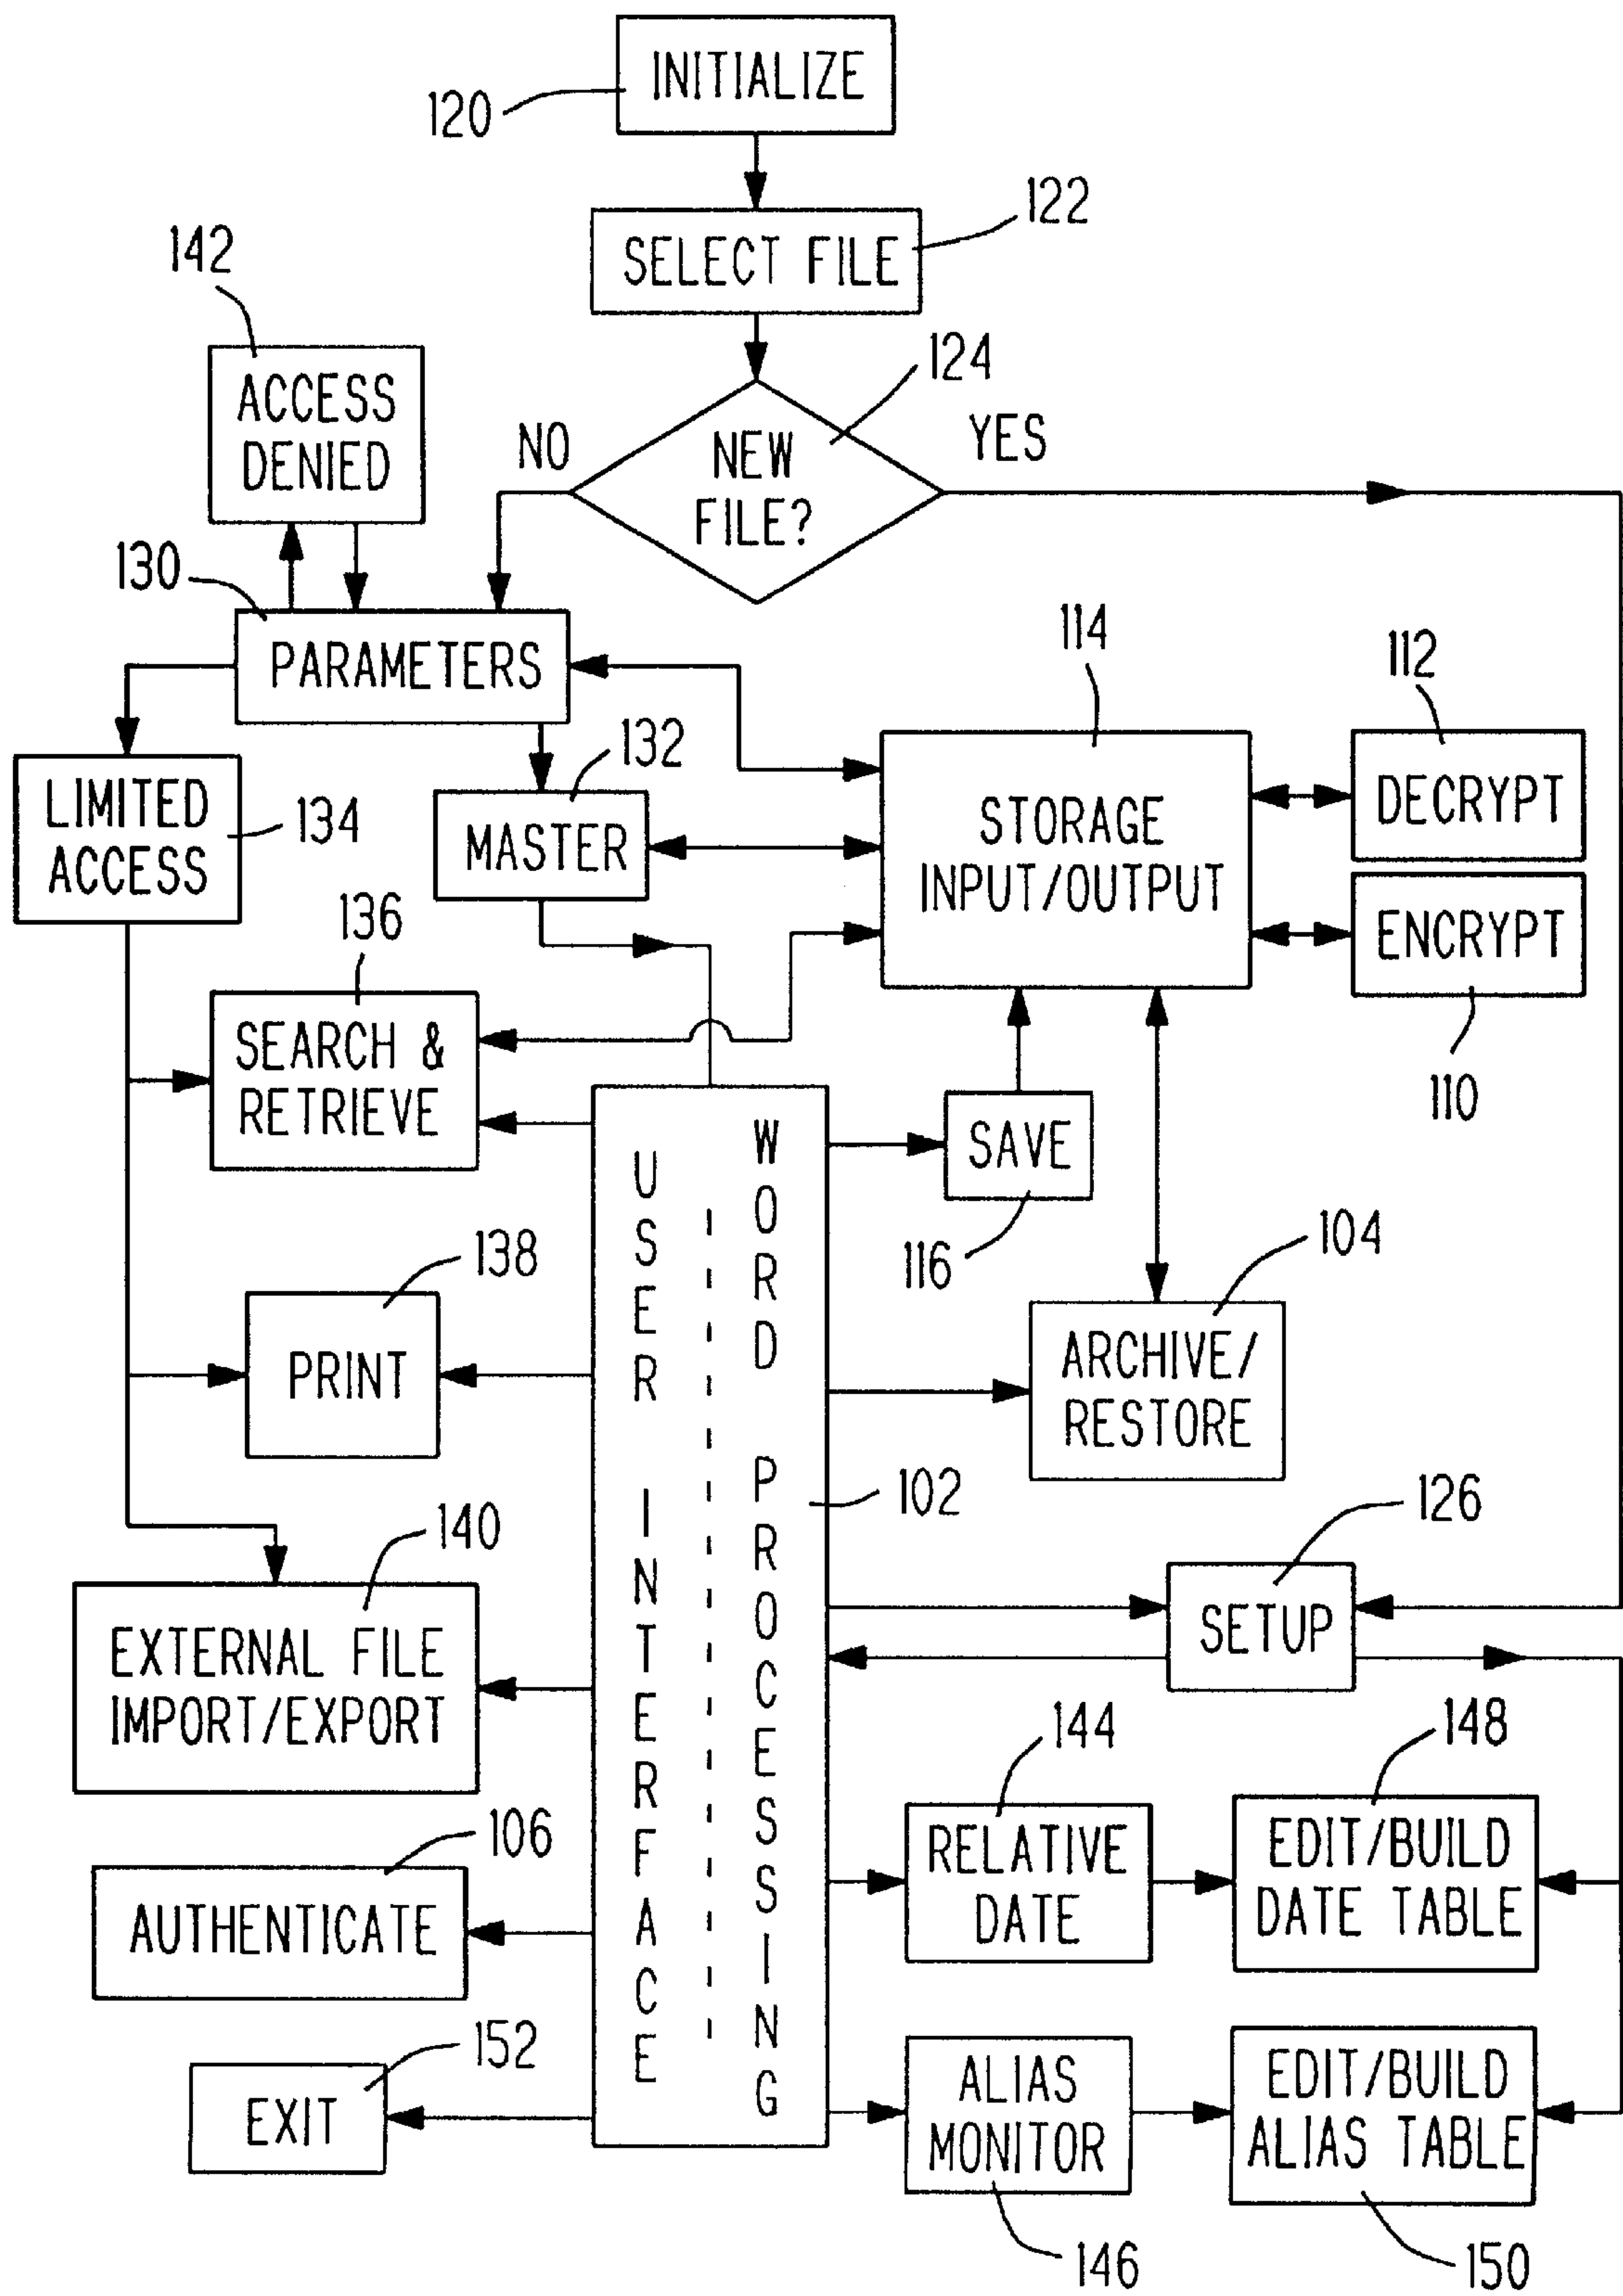 INITIALIZE
120
SELECT FILE
122
142
ACCESS
DENIED
124
NO
NEW
FILE?
YES
130
PARAMETERS
114
112
DECRYPT
LIMITED
ACCESS
134
132
MASTER
STORAGE
INPUT/OUTPUT
ENCRYPT
110
136
SEARCH &
RETRIEVE
SAVE
116
138
PRINT
104
ARCHIVE/
RESTORE
USER INTERFACE
WORD PROCESSING
102
126
SETUP
140
EXTERNAL FILE
IMPORT/EXPORT
144
RELATIVE
DATE
148
EDIT/BUILD
DATE TABLE
106
AUTHENTICATE
152
EXIT
ALIAS
MONITOR
146
EDIT/BUILD
ALIAS TABLE
150